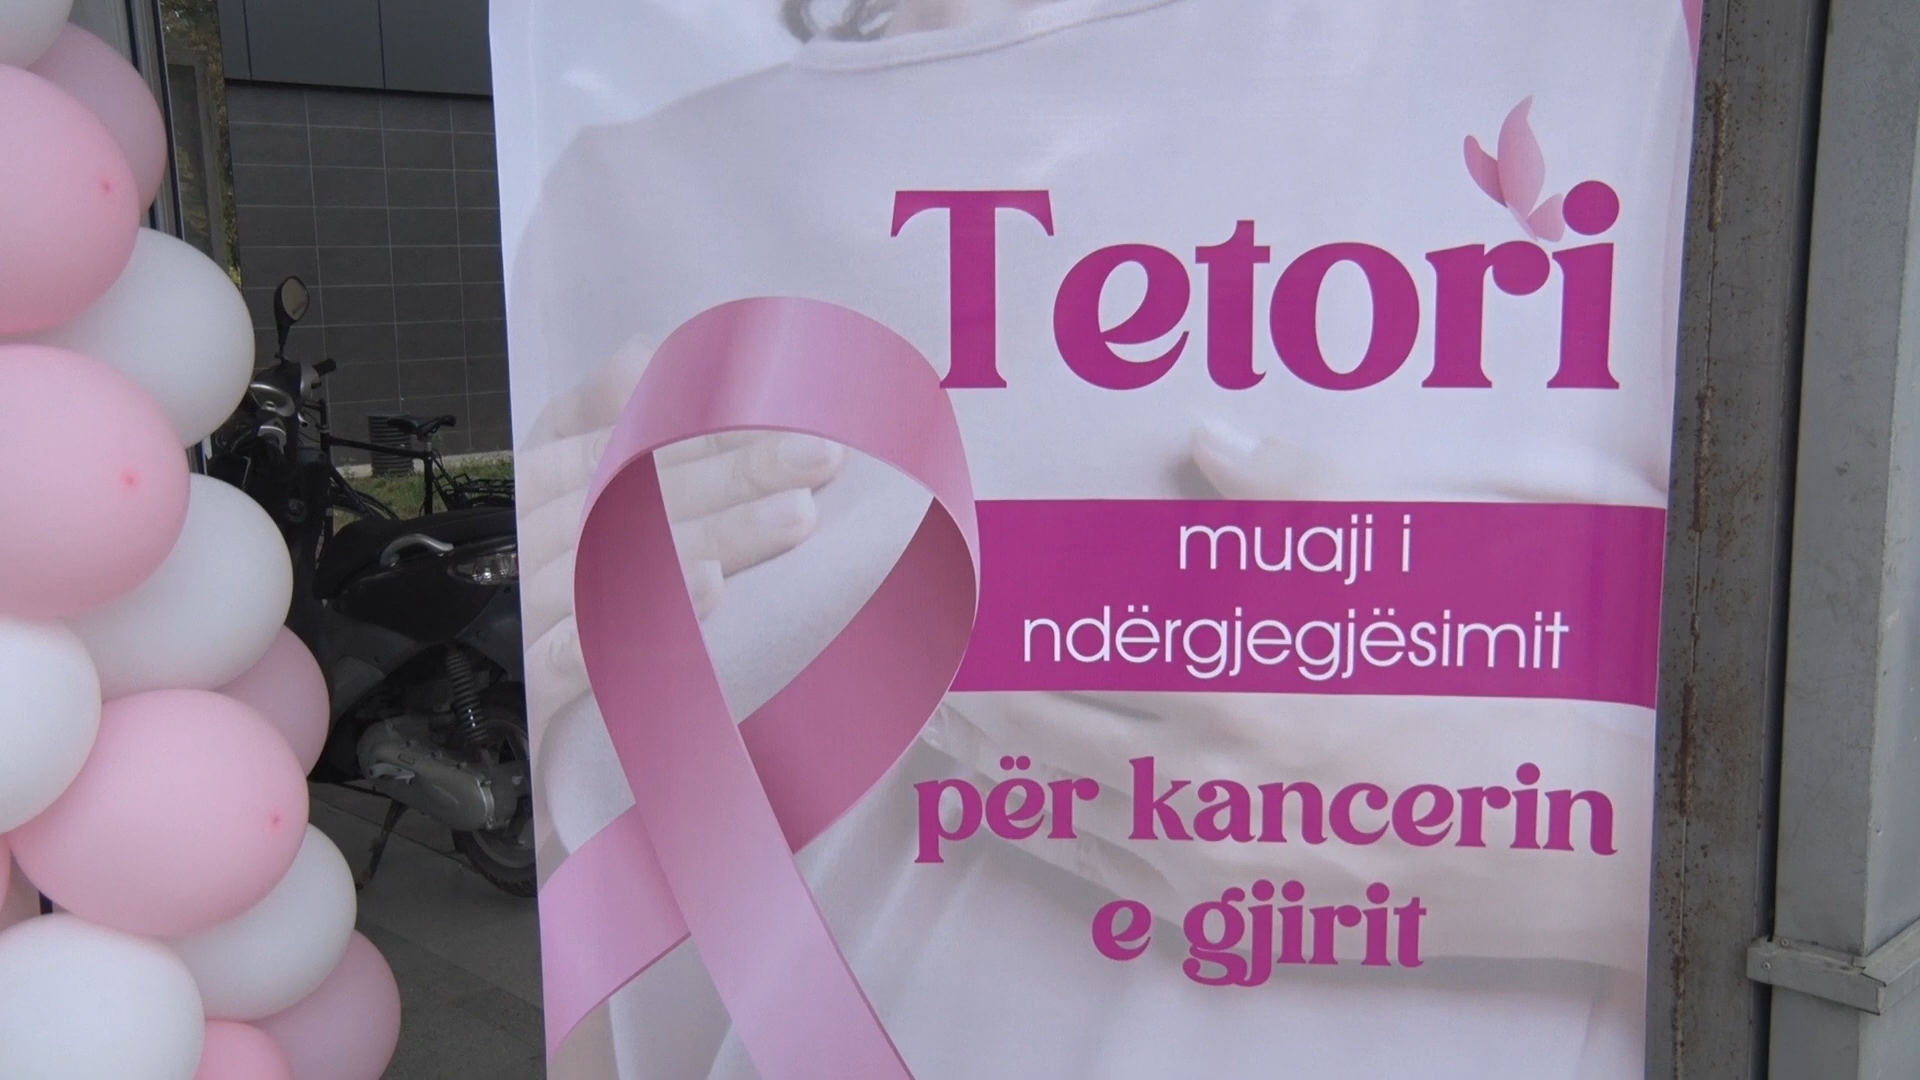 Tetori
muaji i
ndërgjegjësimit
për kancerin
e gjirit